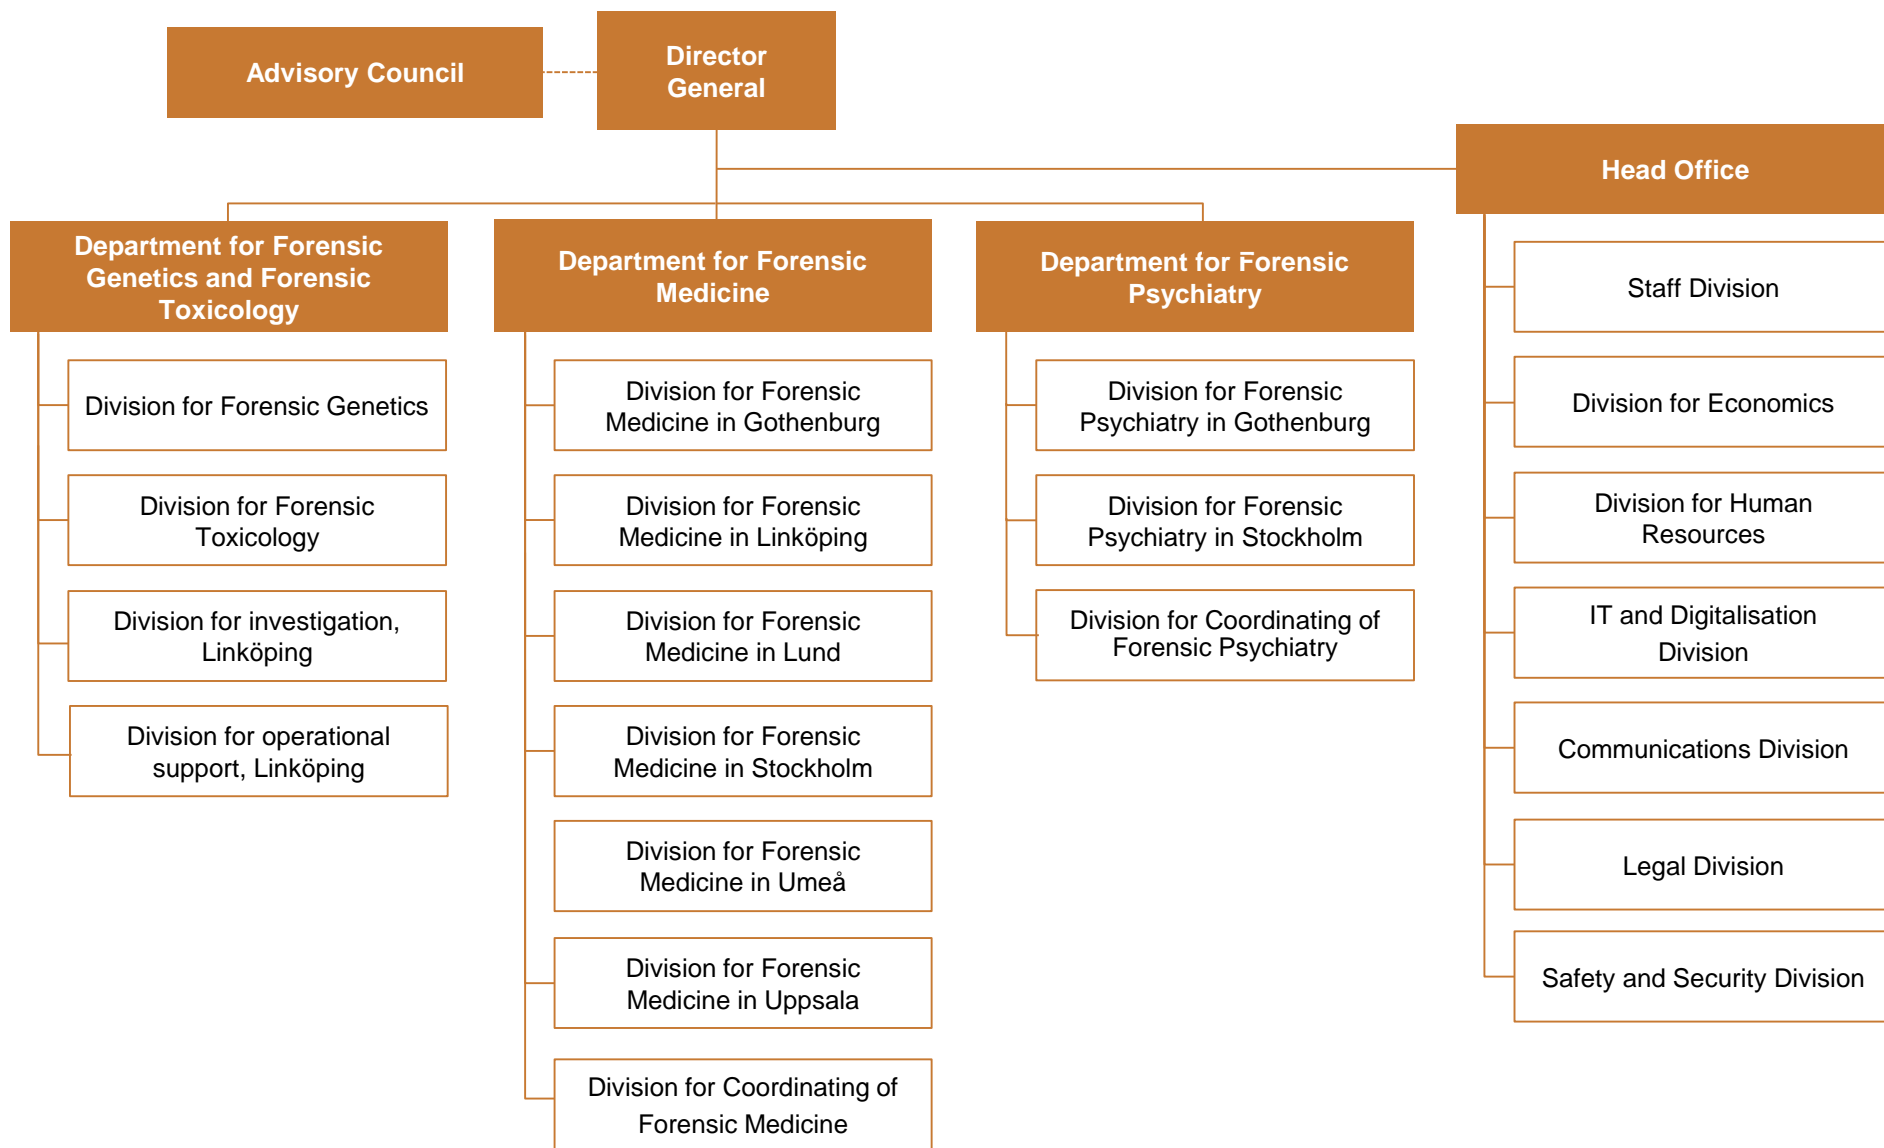 Advisory Council
Director
General
Head Office
Department for Forensic
Genetics and Forensic
Toxicology
Division for Forensic Genetics
Division for Forensic
Toxicology
Division for investigation,
Linköping
Division for operational
support, Linköping
Department for Forensic
Medicine
Division for Forensic
Medicine in Gothenburg
Division for Forensic
Medicine in Linköping
Division for Forensic
Medicine in Lund
Division for Forensic
Medicine in Stockholm
Division for Forensic
Medicine in Umeå
Division for Forensic
Medicine in Uppsala
Division for Coordinating of
Forensic Medicine
Department for Forensic
Psychiatry
Division for Forensic
Psychiatry in Gothenburg
Division for Forensic
Psychiatry in Stockholm
Division for Coordinating of
Forensic Psychiatry
Staff Division
Division for Economics
Division for Human
Resources
IT and Digitalisation
Division
Communications Division
Legal Division
Safety and Security Division